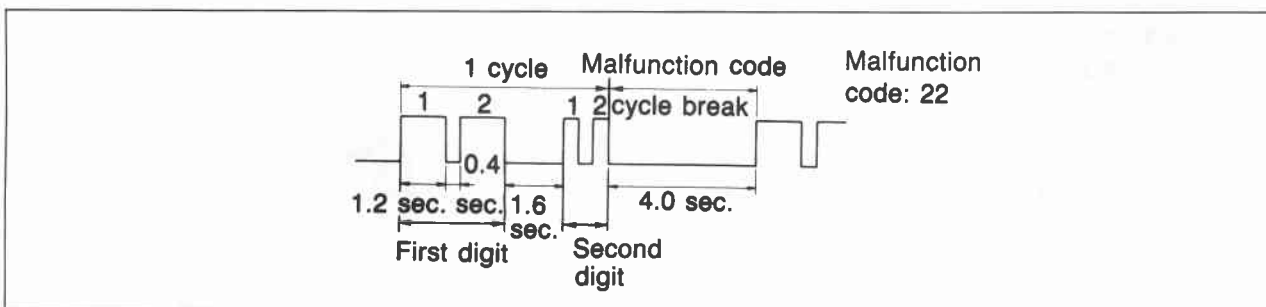 1 cycle
Malfunction code
cycle break
Malfunction
code: 22
1 2
1 2
0.4
1.2 sec. sec.
1.6
sec.
4.0 sec.
First digit
Second
digit